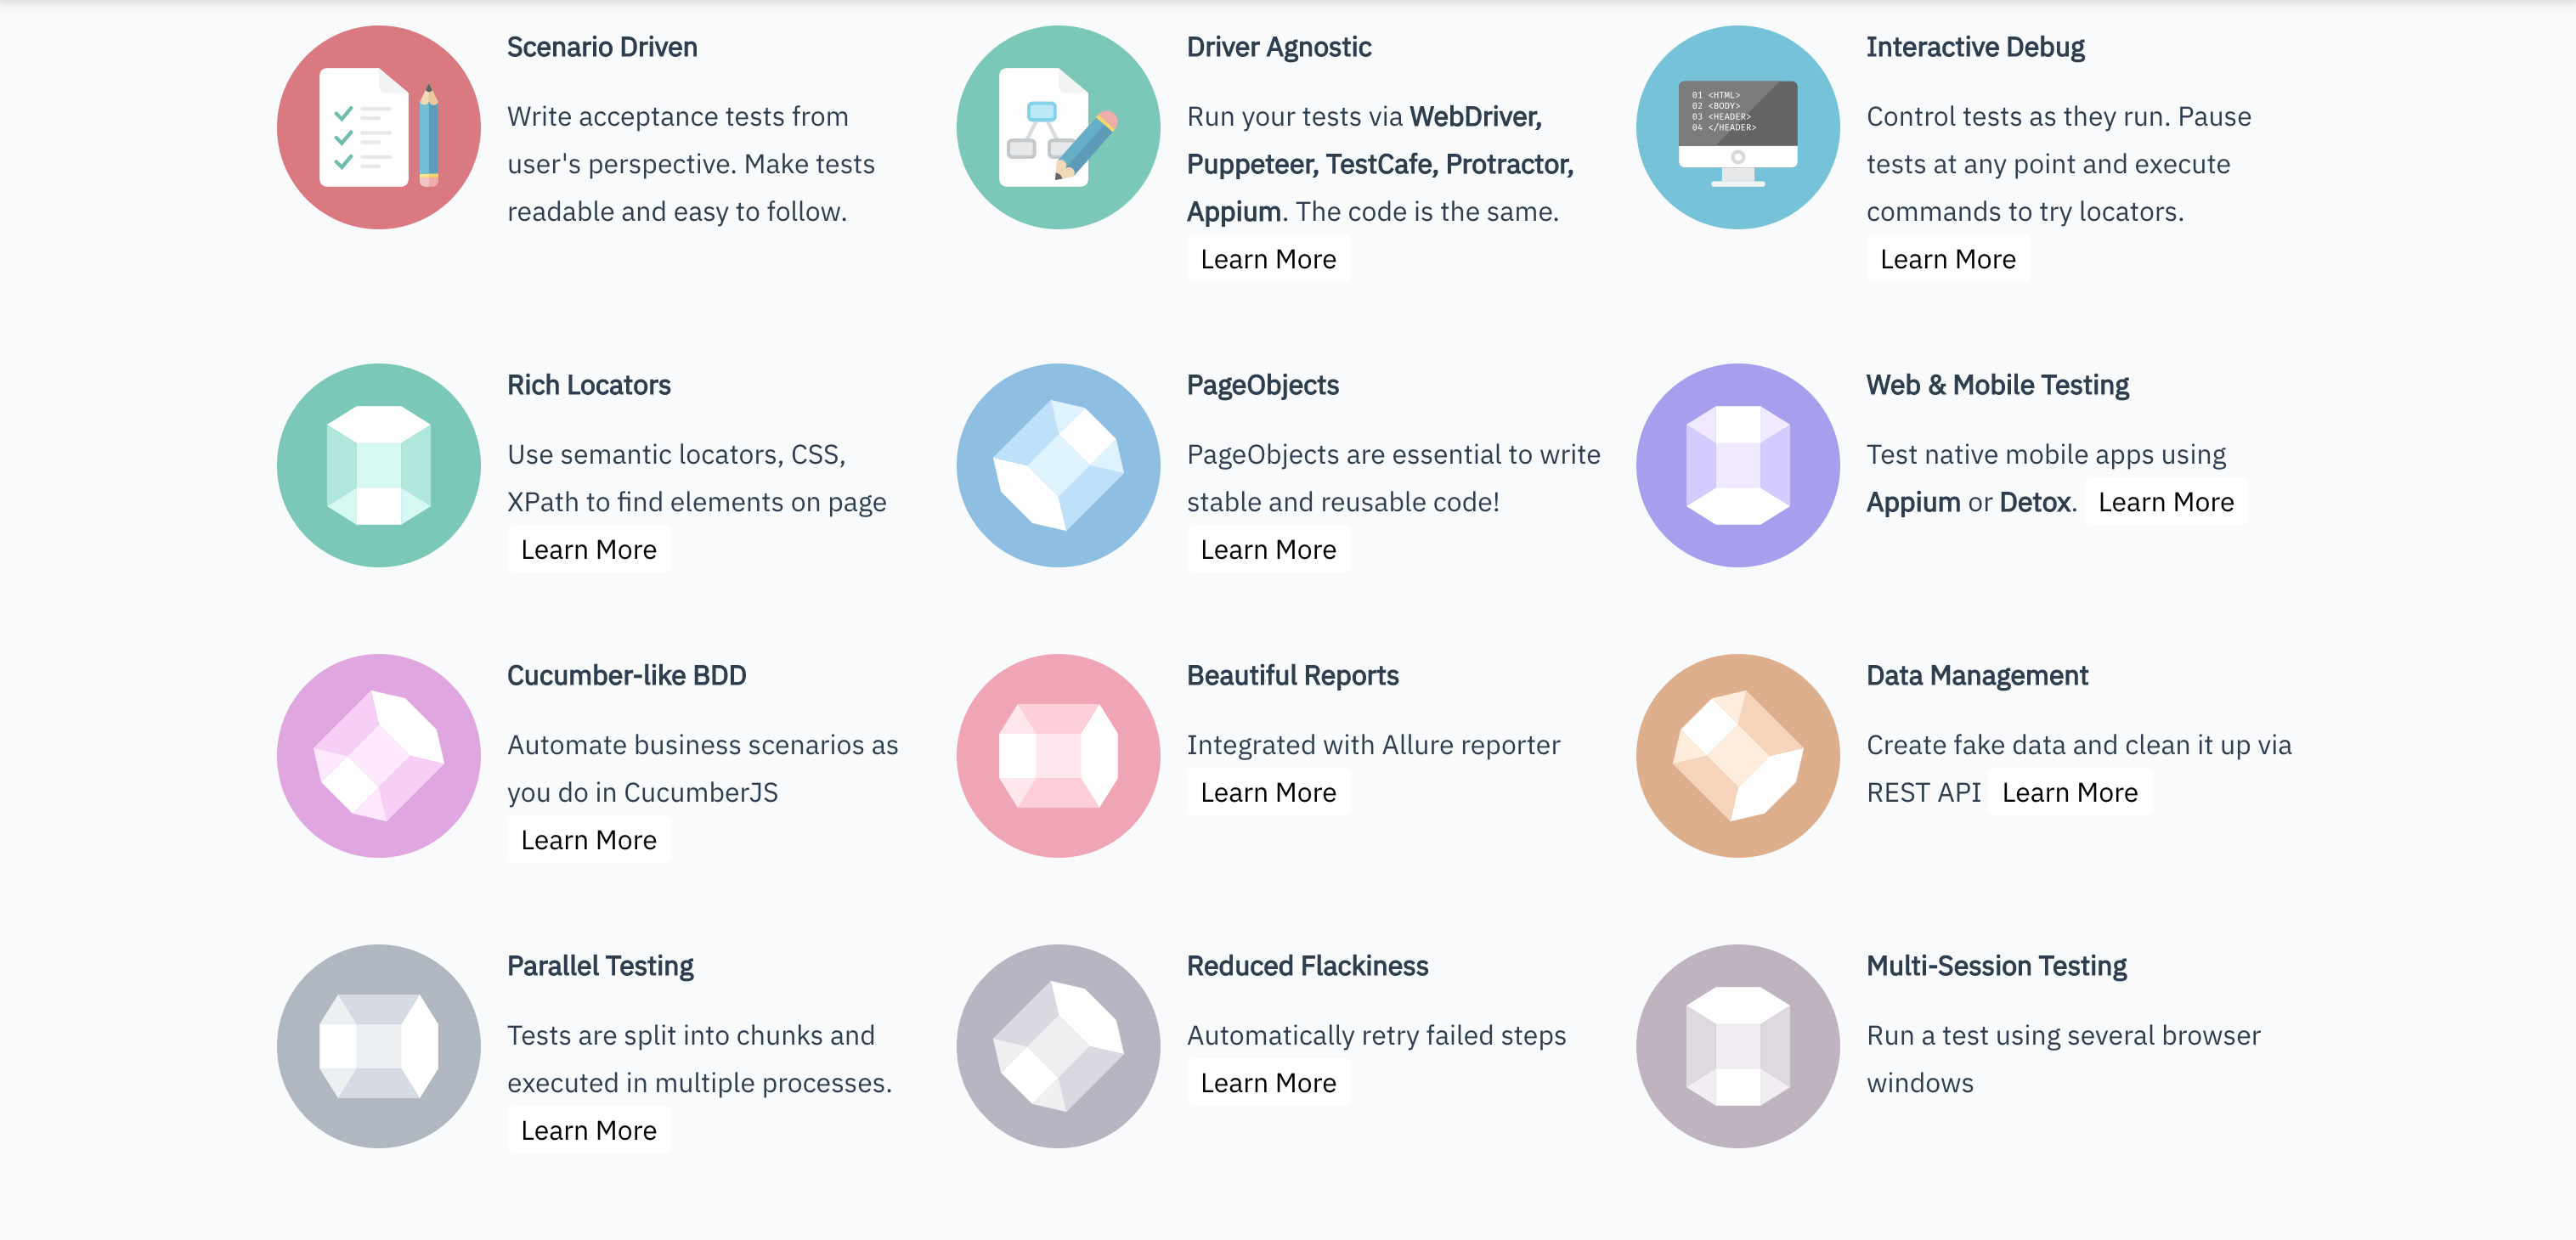 Scenario Driven
Write acceptance tests from
user's perspective. Make tests
readable and easy to follow.
Driver Agnostic
Run your tests via WebDriver,
Puppeteer, TestCafe, Protractor,
Appium. The code is the same.
Learn More
01 <HTML>
02 <BODY>
03 <HEADER>
04 </HEADER>
Interactive Debug
Control tests as they run. Pause
tests at any point and execute
commands to try locators.
Learn More
Rich Locators
Use semantic locators, CSS,
XPath to find elements on page
Learn More
PageObjects
PageObjects are essential to write
stable and reusable code!
Learn More
Web & Mobile Testing
Test native mobile apps using
Appium or Detox. Learn More
Cucumber-like BDD
Automate business scenarios as
you do in CucumberJS
Learn More
Beautiful Reports
Integrated with Allure reporter
Learn More
Data Management
Create fake data and clean it up via
REST API Learn More
Parallel Testing
Tests are split into chunks and
executed in multiple processes.
Learn More
Reduced Flackiness
Automatically retry failed steps
Learn More
Multi-Session Testing
Run a test using several browser
windows